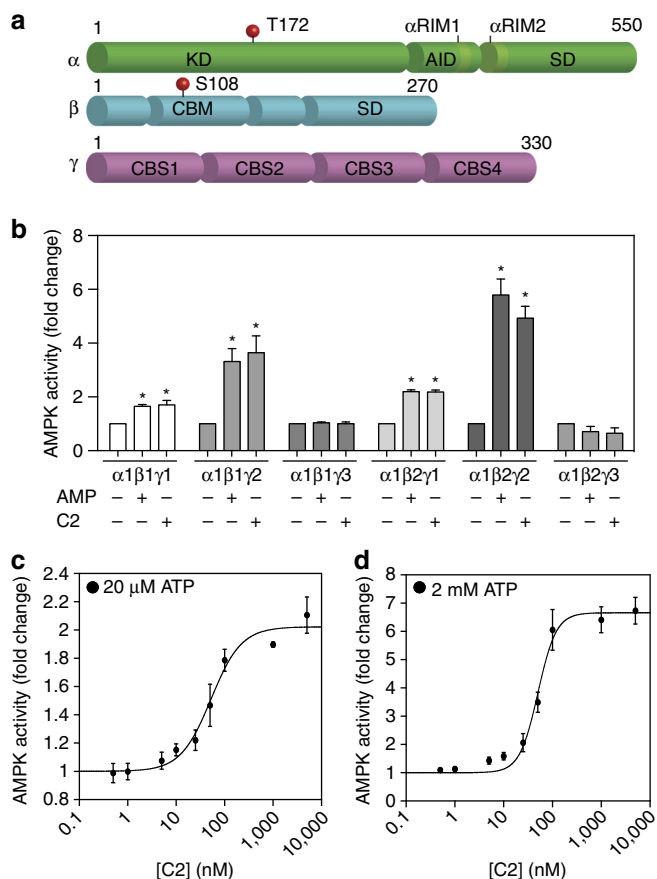 a
1 T172 αRIM1 αRIM2 550
α KD AID SD
1 S108 270
β CBM SD
1 330
γ CBS1 CBS2 CBS3 CBS4
b
AMPK activity (fold change)
8
6
4
2
0
* * * * * * * *
α1β1γ1 α1β1γ2 α1β1γ3 α1β2γ1 α1β2γ2 α1β2γ3
AMP – + – – + – – + – – + – – + – – + –
C2 – – + – – + – – + – – + – – + – – +
c
AMPK activity (fold change)
20 μM ATP
2.4
2.2
2
1.8
1.6
1.4
1.2
1
0.8
0.1 1 10 100 1,000 10,000
[C2] (nM)
d
AMPK activity (fold change)
2 mM ATP
8
7
6
5
4
3
2
1
0
0.1 1 10 100 1,000 10,000
[C2] (nM)